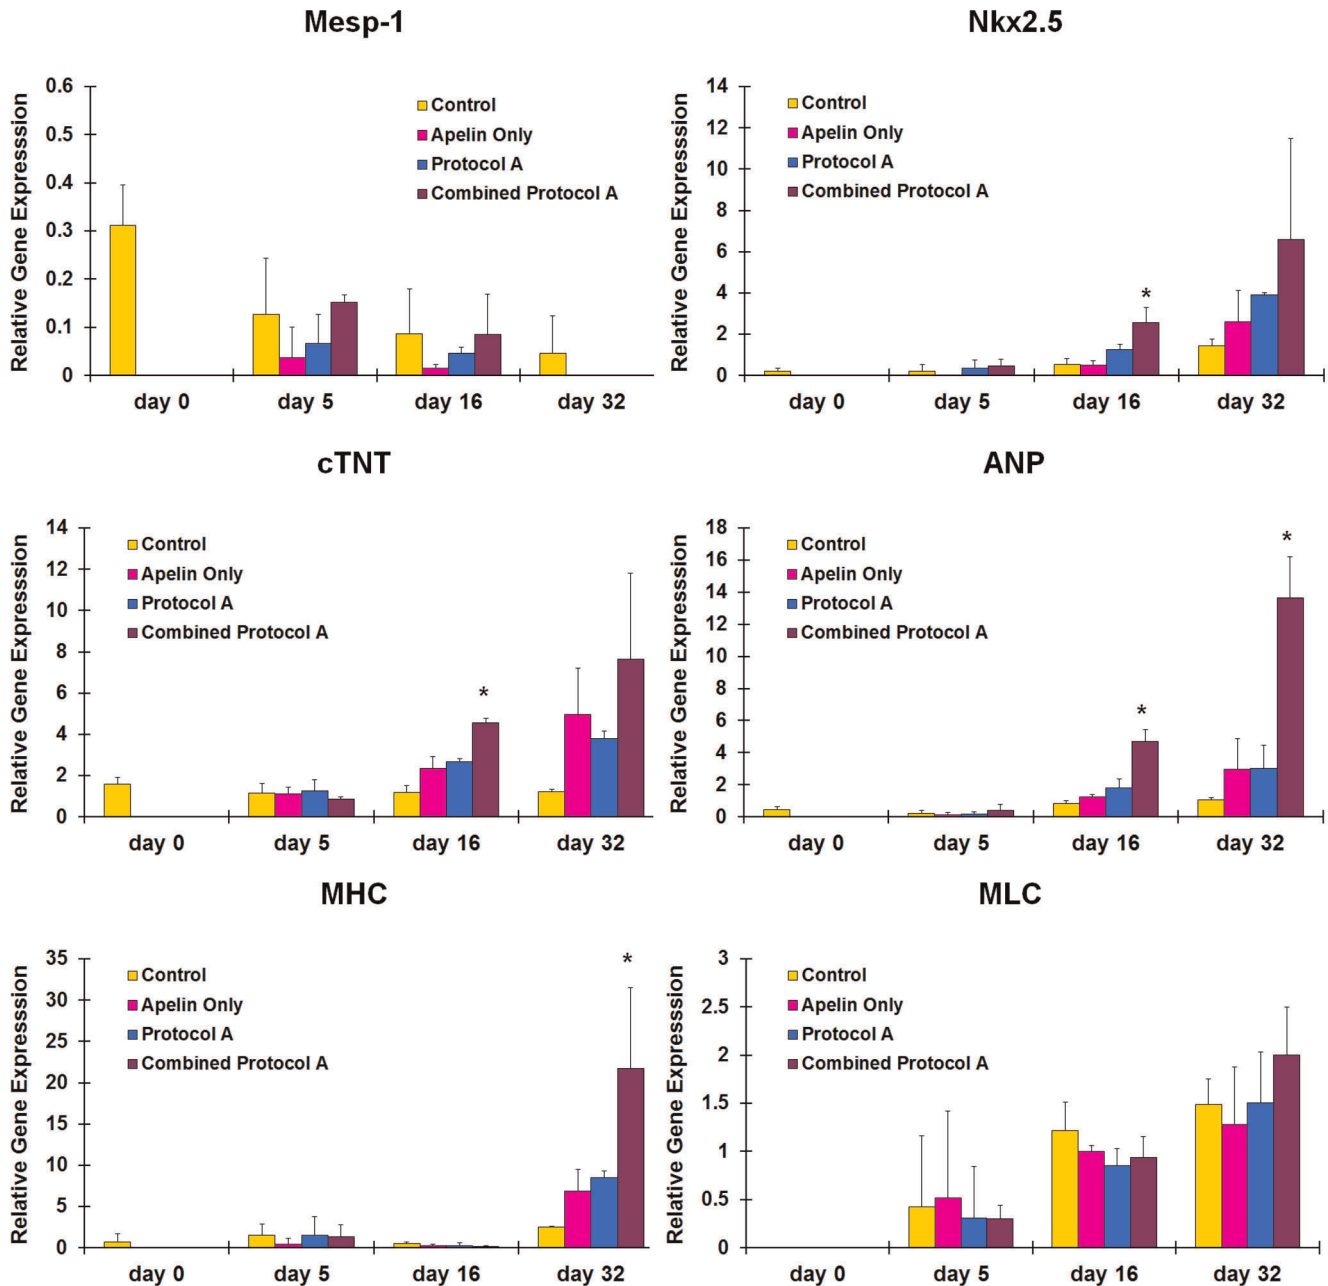 Mesp-1
Relative Gene Expresssion
0.6
0.5
0.4
0.3
0.2
0.1
0
Control
Apelin Only
Protocol A
Combined Protocol A
day 0 day 5 day 16 day 32
Nkx2.5
Relative Gene Expresssion
14
12
10
8
6
4
2
0
Control
Apelin Only
Protocol A
Combined Protocol A
*
day 0 day 5 day 16 day 32
cTNT
Relative Gene Expresssion
14
12
10
8
6
4
2
0
Control
Apelin Only
Protocol A
Combined Protocol A
*
day 0 day 5 day 16 day 32
ANP
Relative Gene Expresssion
18
16
14
12
10
8
6
4
2
0
Control
Apelin Only
Protocol A
Combined Protocol A
*
*
day 0 day 5 day 16 day 32
MHC
Relative Gene Expresssion
35
30
25
20
15
10
5
0
Control
Apelin Only
Protocol A
Combined Protocol A
*
day 0 day 5 day 16 day 32
MLC
Relative Gene Expresssion
3
2.5
2
1.5
1
0.5
0
Control
Apelin Only
Protocol A
Combined Protocol A
day 0 day 5 day 16 day 32